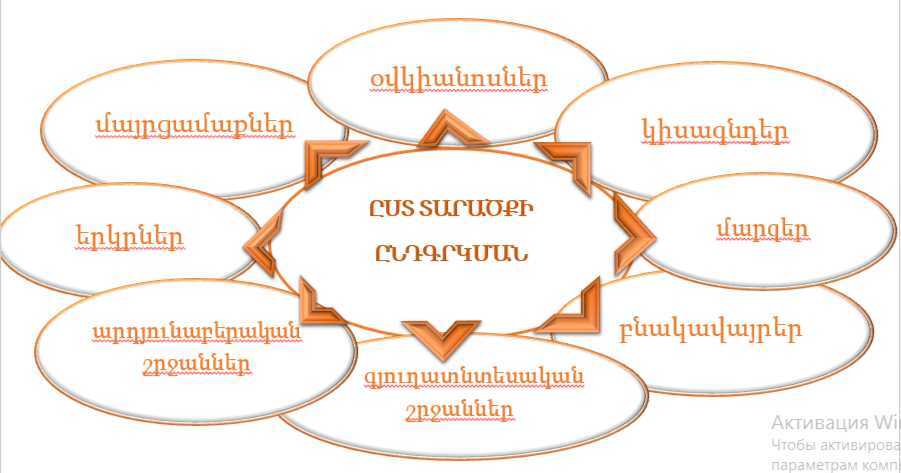 օվկիանոսներ
մայրցամաքներ
կիսագնդեր
ԸՍՏ ՏԱՐԱԾՔԻ
ԸՆԴԳՐԿՄԱՆ
երկրներ
մարզեր
արդյունաբերական
շրջաններ
բնակավայրեր
գյուղատնտեսական
շրջաններ
Активация Wi
Чтобы активирова
параметрам комп